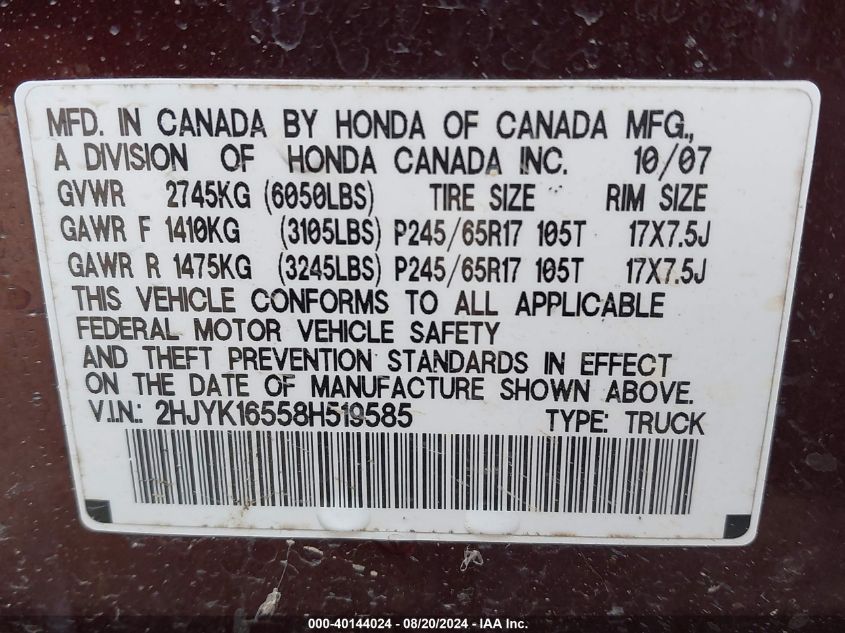 MFD. IN CANADA BY HONDA OF CANADA MFG.,
A DIVISION OF HONDA CANADA INC. 10/07
GVWR 2745KG (6050LBS) TIRE SIZE RIM SIZE
GAWR F 1410KG (3105LBS) P245/65R17 105T 17X7.5J
GAWR R 1475KG (3245LBS) P245/65R17 105T 17X7.5J
THIS VEHICLE CONFORMS TO ALL APPLICABLE
FEDERAL MOTOR VEHICLE SAFETY
AND THEFT PREVENTION STANDARDS IN EFFECT
ON THE DATE OF MANUFACTURE SHOWN ABOVE.
V.I.N.: 2HJYK16558H519585 TYPE: TRUCK
000-40144024 - 08/20/2024 - IAA Inc.